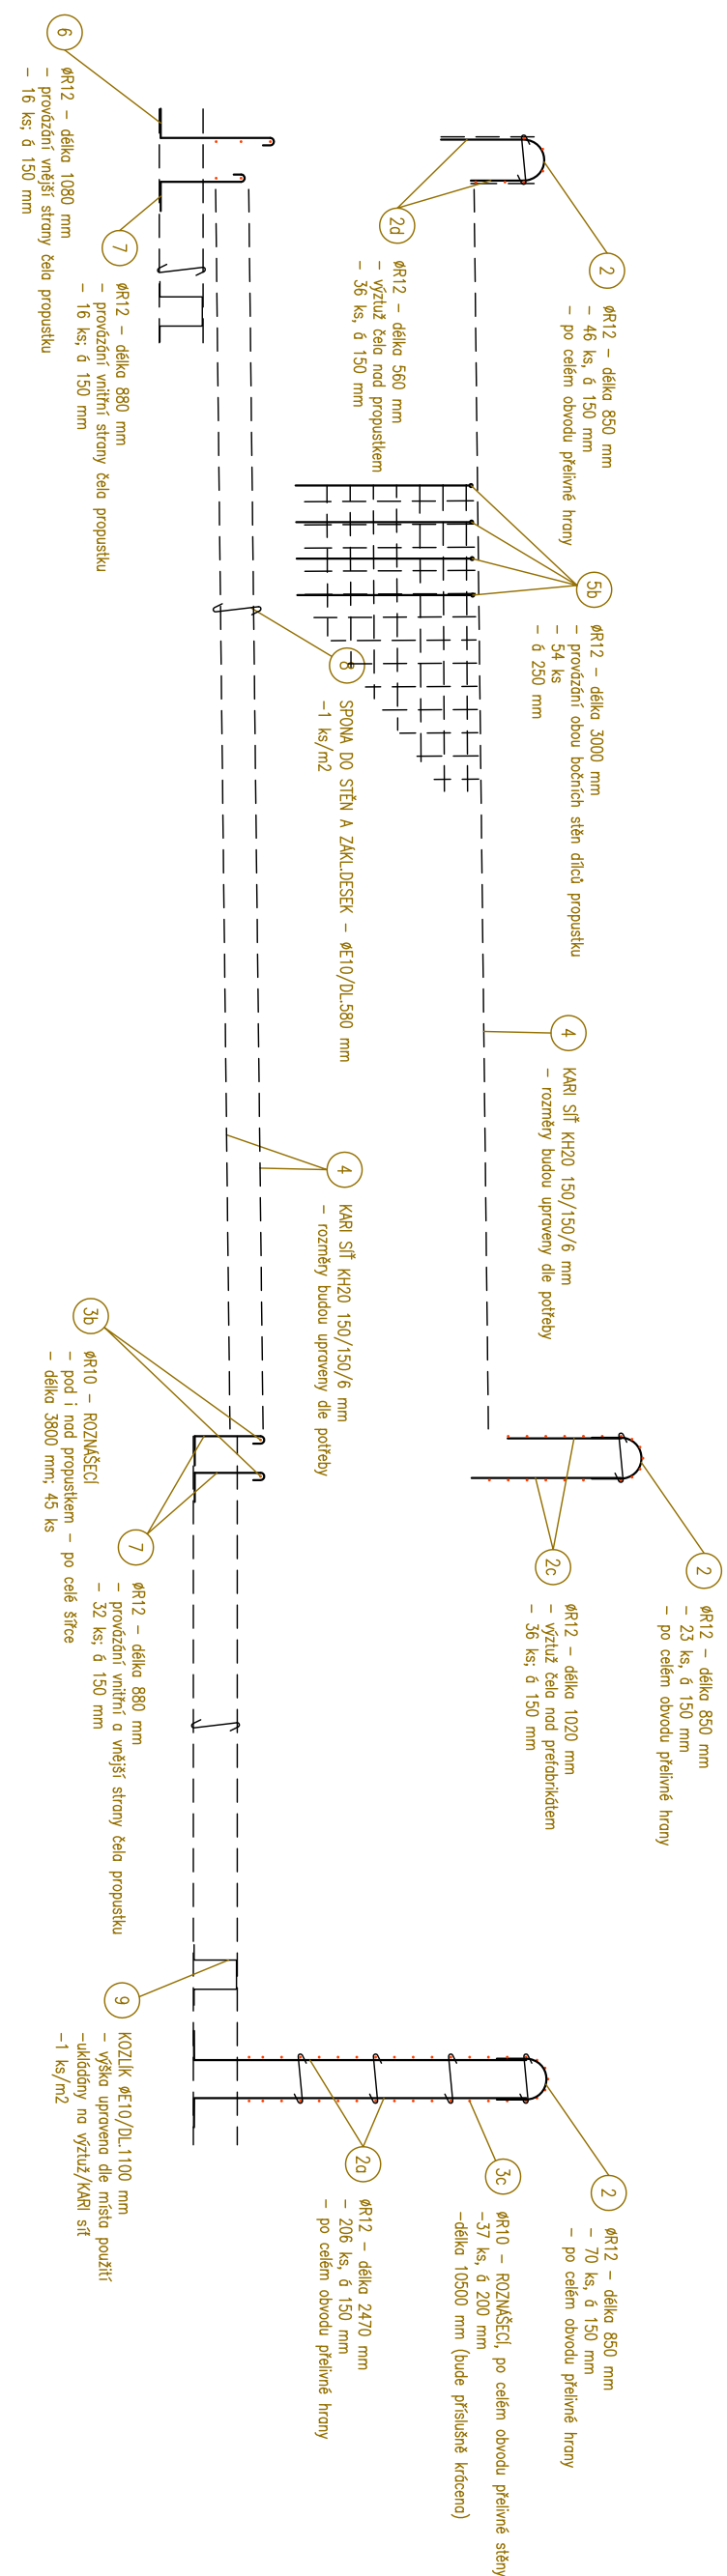 6
øR12 – délka 1080 mm
– provázání vnější strany čela propustku
– 16 ks; á 150 mm
7
øR12 – délka 880 mm
– provázání vnitřní strany čela propustku
– 16 ks; á 150 mm
2d
øR12 – délka 560 mm
– výztuž čela nad propustkem
– 36 ks, á 150 mm
2
øR12 – délka 850 mm
– 46 ks, á 150 mm
– po celém obvodu přelivné hrany
5b
øR12 – délka 3000 mm
– provázání obou bočních stěn dílců propustku
– 54 ks
– á 250 mm
8
SPONA DO STĚN A ZÁKL.DESEK – øE10/DL.580 mm
–1 ks/m2
4
KARI SÍŤ KH20 150/150/6 mm
– rozměry budou upraveny dle potřeby
4
KARI SÍŤ KH20 150/150/6 mm
– rozměry budou upraveny dle potřeby
3b
øR10 – ROZNÁŠECÍ
– pod i nad propustkem – po celé šířce
– délka 3800 mm; 45 ks
7
øR12 – délka 880 mm
– provázání vnitřní a vnější strany čela propustku
– 32 ks; á 150 mm
2c
øR12 – délka 1020 mm
– výztuž čela nad prefabrikátem
– 36 ks; á 150 mm
2
øR12 – délka 850 mm
– 23 ks, á 150 mm
– po celém obvodu přelivné hrany
9
KOZLÍK øE10/DL.1100 mm
– výška upravena dle místa použití
–ukládány na výztuž/KARI síť
–1 ks/m2
2a
øR12 – délka 2470 mm
– 206 ks, á 150 mm
– po celém obvodu přelivné hrany
3c
øR10 – ROZNÁŠECÍ, po celém obvodu přelivné stěny
–37 ks, á 200 mm
–délka 10500 mm (bude příslušně krácena)
2
øR12 – délka 850 mm
– 70 ks, á 150 mm
– po celém obvodu přelivné hrany